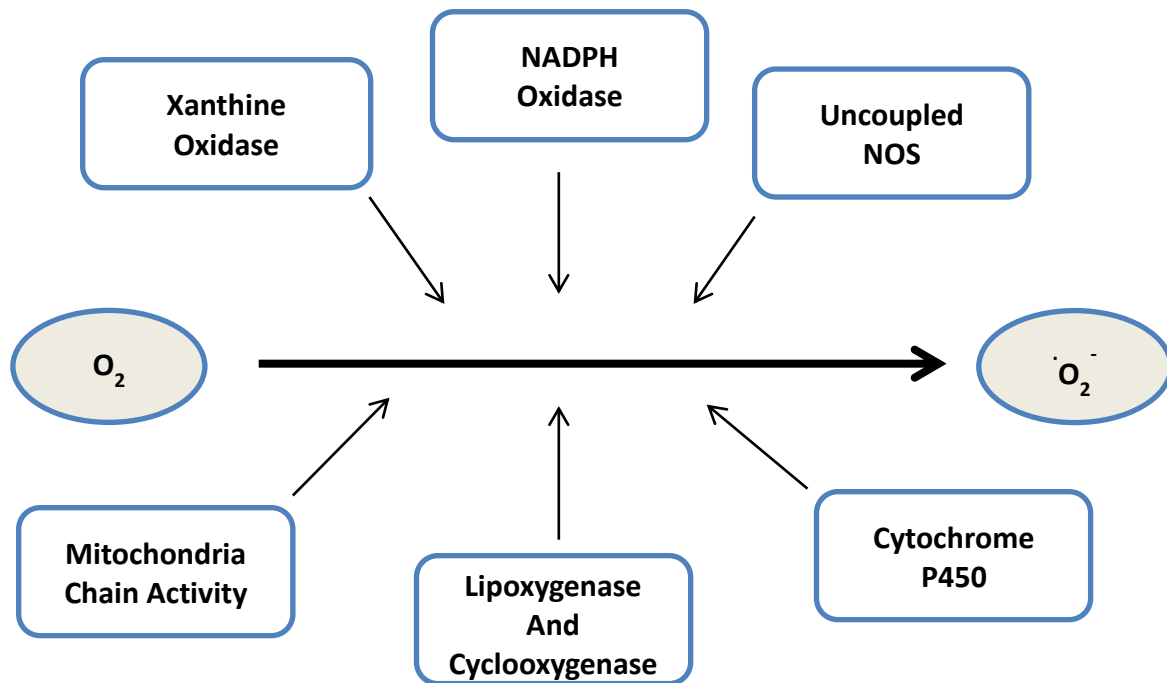 NADPH
Oxidase
Xanthine
Oxidase
Uncoupled
NOS
O₂
·O₂⁻
Mitochondria
Chain Activity
Lipoxygenase
And
Cyclooxygenase
Cytochrome
P450